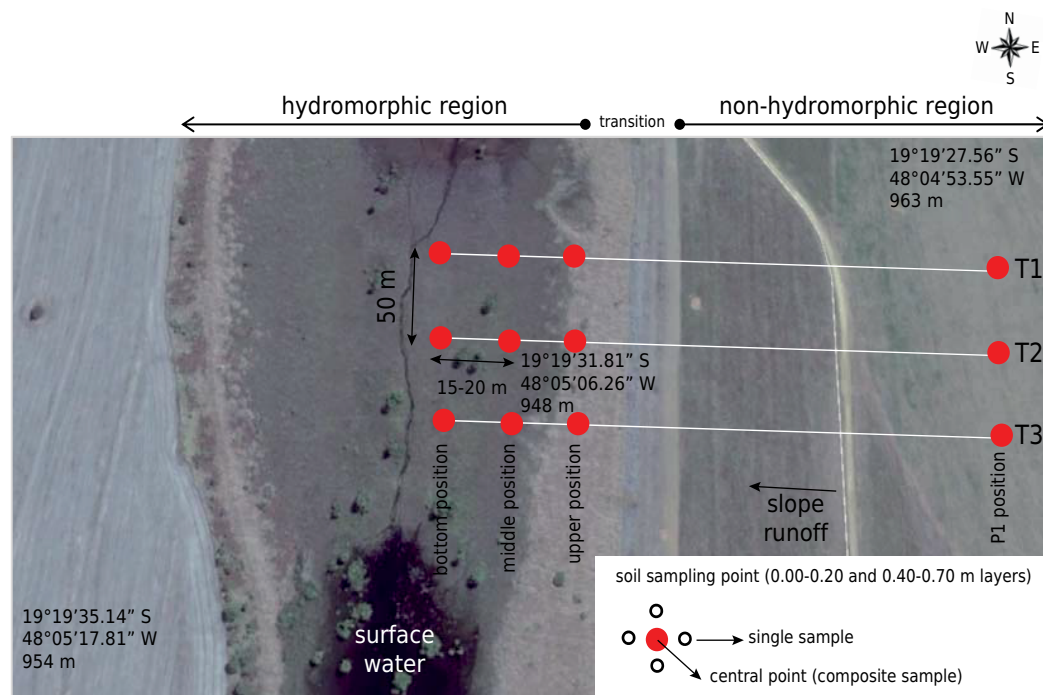 N
W E
S
hydromorphic region
transition
non-hydromorphic region
19°19’27.56” S
48°04’53.55” W
963 m
T1
50 m
T2
19°19’31.81” S
48°05’06.26” W
948 m
15-20 m
T3
bottom position
middle position
upper position
P1 position
slope
runoff
soil sampling point (0.00-0.20 and 0.40-0.70 m layers)
single sample
central point (composite sample)
19°19’35.14” S
48°05’17.81” W
954 m
surface
water